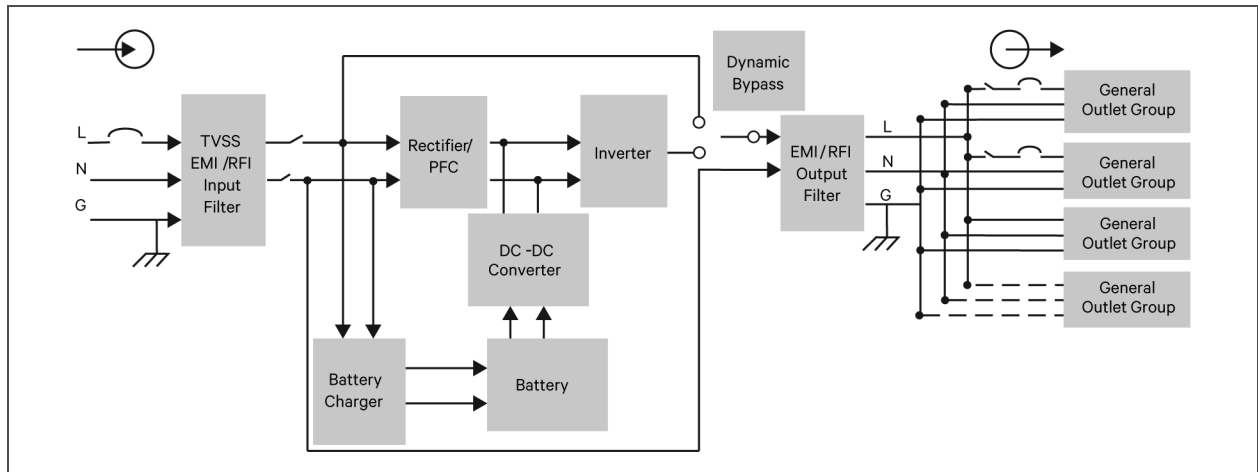 Dynamic
Bypass
L
N
G
TVSS
EMI /RFI
Input
Filter
Rectifier/
PFC
Inverter
DC -DC
Converter
Battery
Charger
Battery
EMI/RFI
Output
Filter
L
N
G
General
Outlet Group
General
Outlet Group
General
Outlet Group
General
Outlet Group